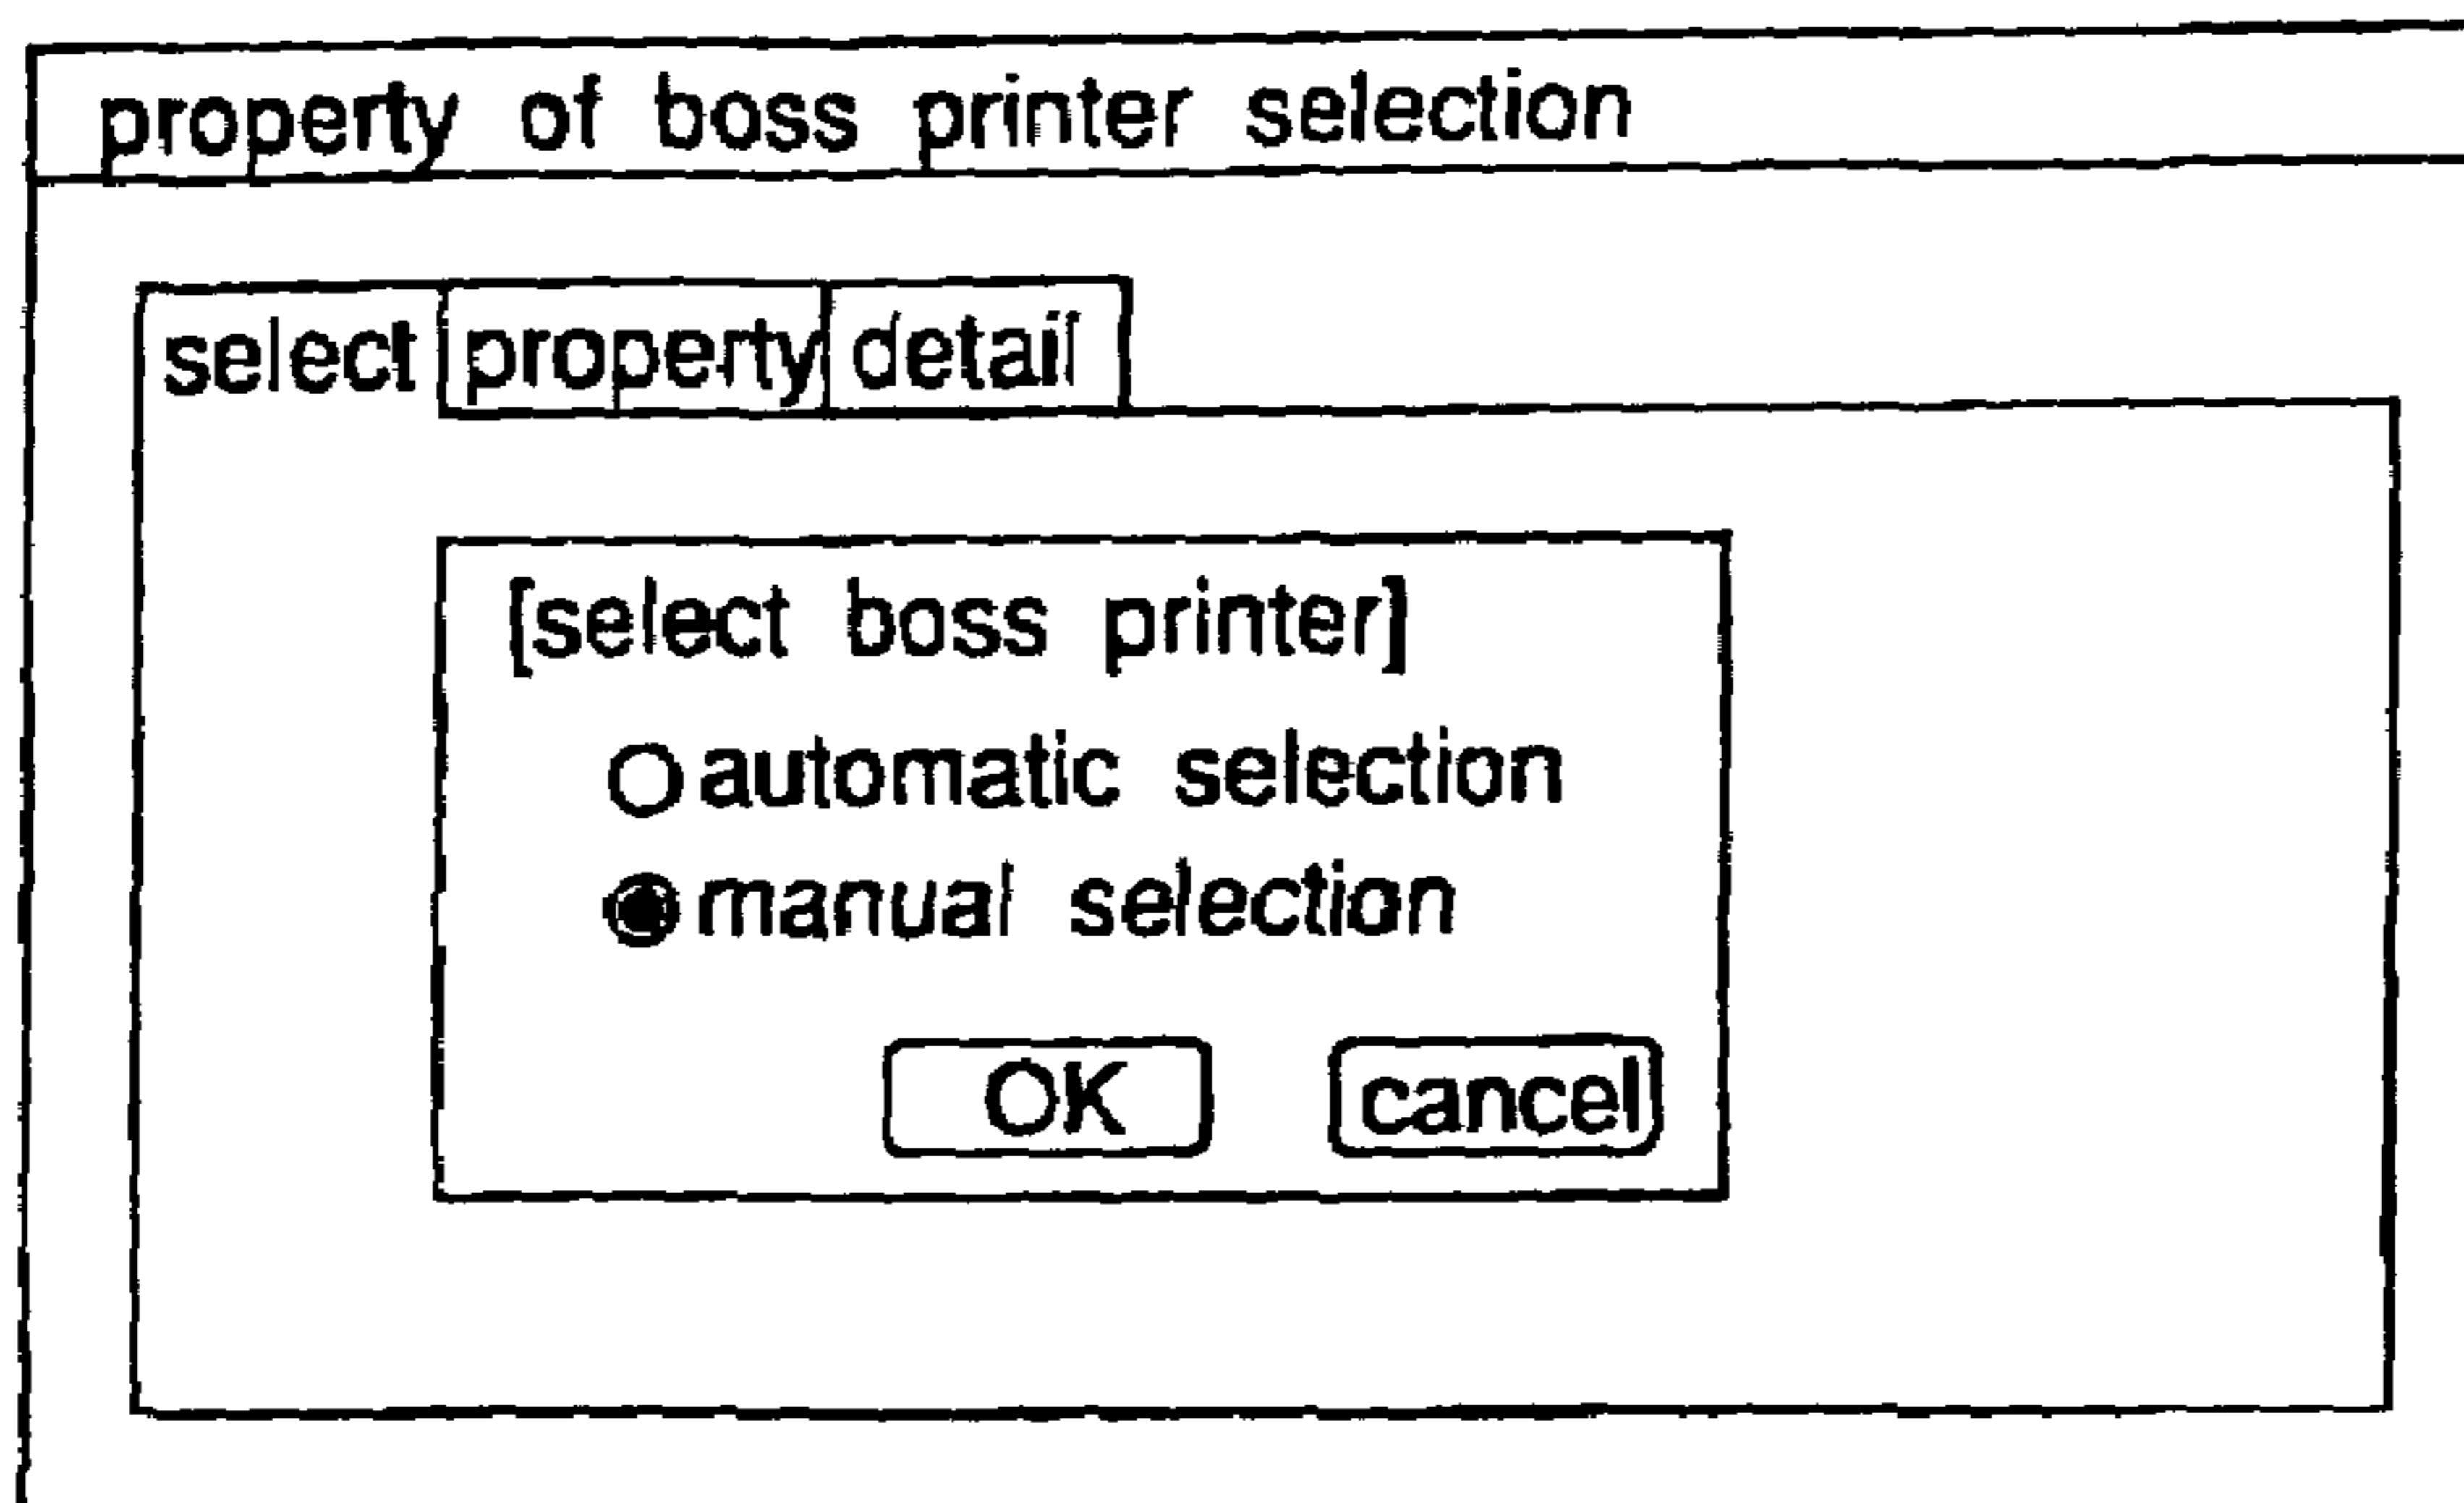 property of boss printer selection
select property detail
[select boss printer]
automatic selection
manual selection
OK cancel